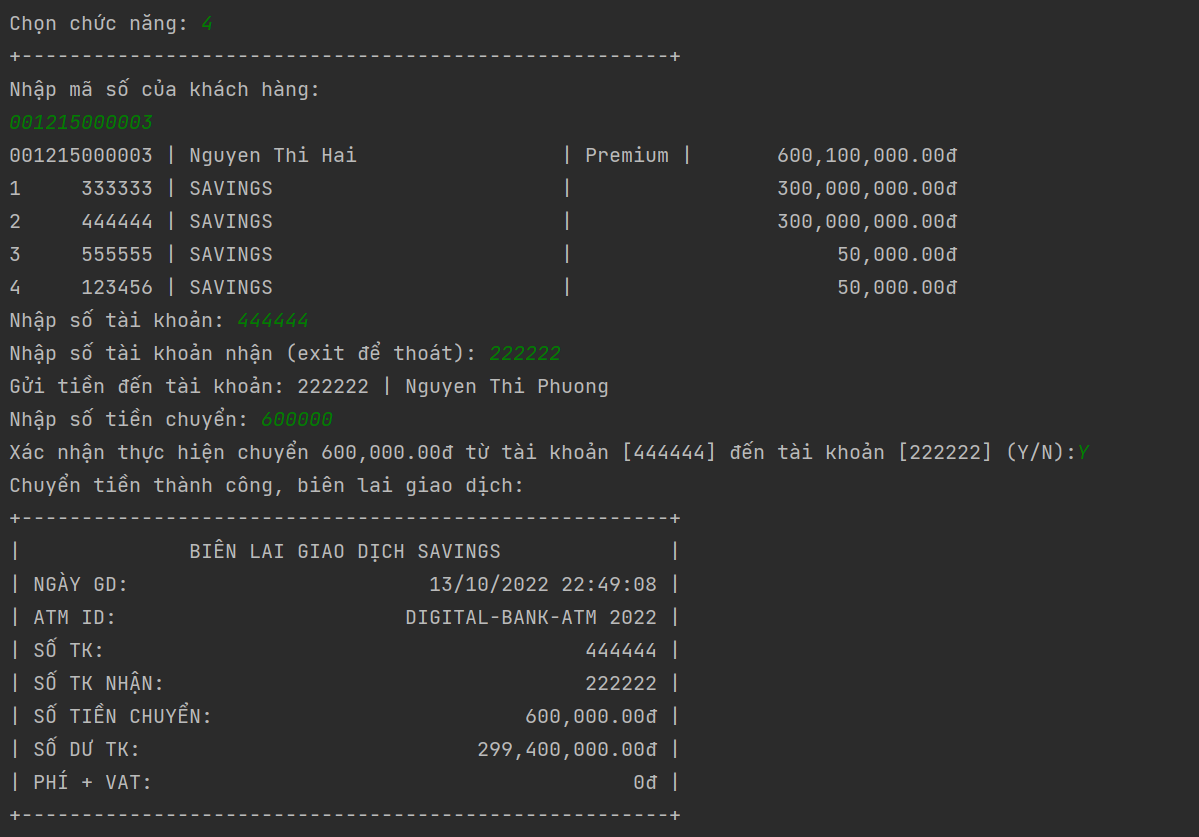 Chọn chức năng: 4
+------------------------------------------------------+
Nhập mã số của khách hàng:
001215000003
001215000003 | Nguyen Thi Hai                 | Premium |       600,100,000.00đ
1     333333 | SAVINGS                        |                 300,000,000.00đ
2     444444 | SAVINGS                        |                 300,000,000.00đ
3     555555 | SAVINGS                        |                      50,000.00đ
4     123456 | SAVINGS                        |                      50,000.00đ
Nhập số tài khoản: 444444
Nhập số tài khoản nhận (exit để thoát): 222222
Gửi tiền đến tài khoản: 222222 | Nguyen Thi Phuong
Nhập số tiền chuyển: 600000
Xác nhận thực hiện chuyển 600,000.00đ từ tài khoản [444444] đến tài khoản [222222] (Y/N):Y
Chuyển tiền thành công, biên lai giao dịch:
+------------------------------------------------------+
|              BIÊN LAI GIAO DỊCH SAVINGS              |
| NGÀY GD:                         13/10/2022 22:49:08 |
| ATM ID:                        DIGITAL-BANK-ATM 2022 |
| SỐ TK:                                        444444 |
| SỐ TK NHẬN:                                   222222 |
| SỐ TIỀN CHUYỂN:                          600,000.00đ |
| SỐ DƯ TK:                            299,400,000.00đ |
| PHÍ + VAT:                                        0đ |
+------------------------------------------------------+